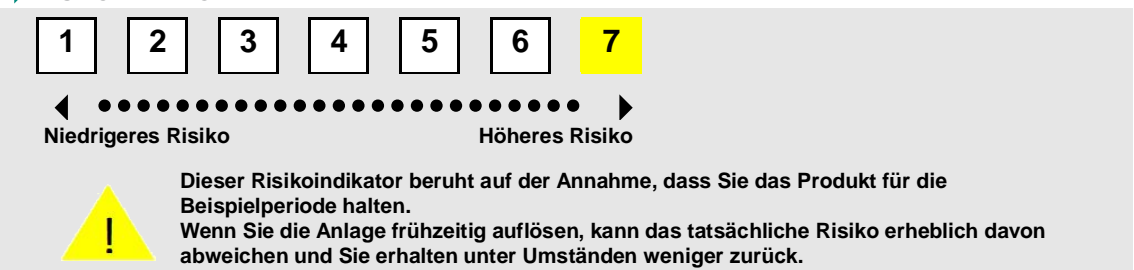 1 2 3 4 5 6 7
Niedrigeres Risiko Höheres Risiko
Dieser Risikoindikator beruht auf der Annahme, dass Sie das Produkt für die
Beispielperiode halten.
Wenn Sie die Anlage frühzeitig auflösen, kann das tatsächliche Risiko erheblich davon
abweichen und Sie erhalten unter Umständen weniger zurück.
!